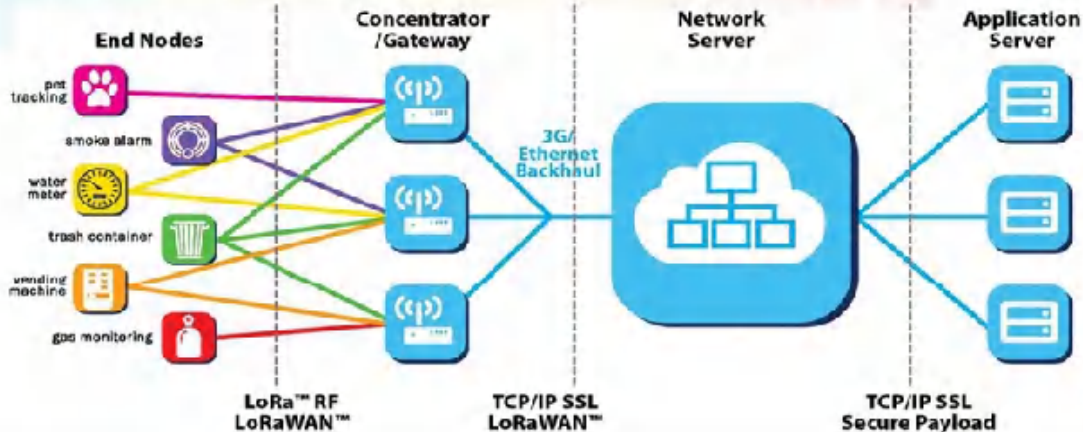 End Nodes
Concentrator
/Gateway
Network
Server
Application
Server
pet
tracking
smoke alarm
water
meter
trash container
vending
machine
gas monitoring
3G/
Ethernet
Backhaul
LoRa™ RF
LoRaWAN™
TCP/IP SSL
LoRaWAN™
TCP/IP SSL
Secure Payload